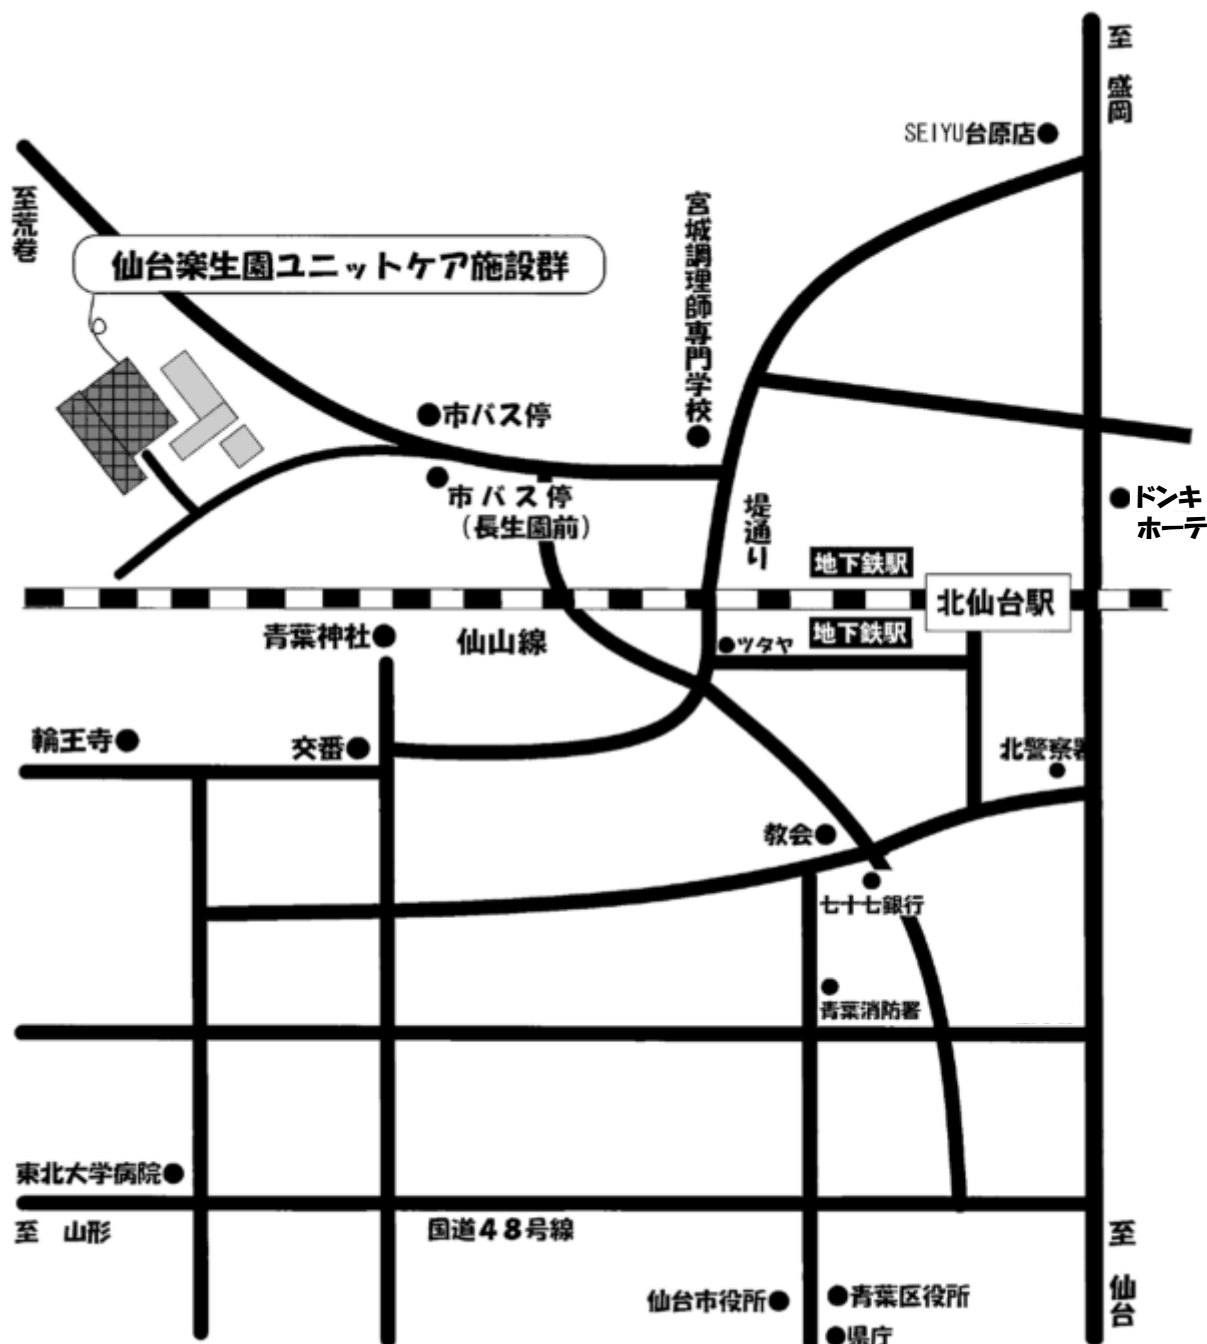 至 盛岡
SEIYU台原店
至荒巻
宮城調理師専門学校
仙台楽生園ユニットケア施設群
市バス停
市バス停
(長生園前)
堤通り
ドンキ
ホーテ
地下鉄駅
北仙台駅
地下鉄駅
青葉神社
仙山線
ツタヤ
輪王寺
交番
北警察署
教会
七十七銀行
青葉消防署
東北大学病院
至 山形
国道48号線
至 仙台
仙台市役所
青葉区役所
県庁